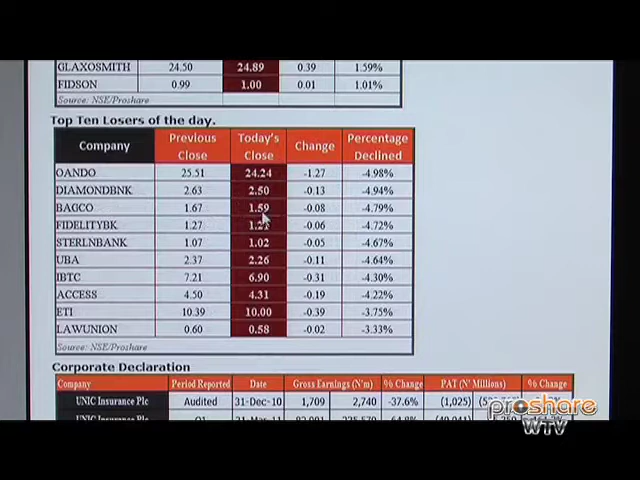 GLAXOSMITH 24.50 24.89 0.39 1.59%
FIDSON 0.99 1.00 0.01 1.01%
Source: NSE/Proshare
Top Ten Losers of the day.
Company Previous Close Today's Close Change Percentage Declined
OANDO 25.51 24.24 -1.27 -4.98%
DIAMONDBNK 2.63 2.50 -0.13 -4.94%
BAGCO 1.67 1.59 -0.08 -4.79%
FIDELITYBK 1.27 -0.06 -4.72%
STERLNBANK 1.07 1.02 -0.05 -4.67%
UBA 2.37 2.26 -0.11 -4.64%
IBTC 7.21 6.90 -0.31 -4.30%
ACCESS 4.50 4.31 -0.19 -4.22%
ETI 10.39 10.00 -0.39 -3.75%
LAWUNION 0.60 0.58 -0.02 -3.33%
Source: NSE/Proshare
Corporate Declaration
Company Period Reported Date Gross Earnings (N'm) % Change PAT (N' Millions) % Change
UNIC Insurance Plc Audited 31-Dec-10 1,709 2,740 -37.6% (1,025)
proshare
WTV